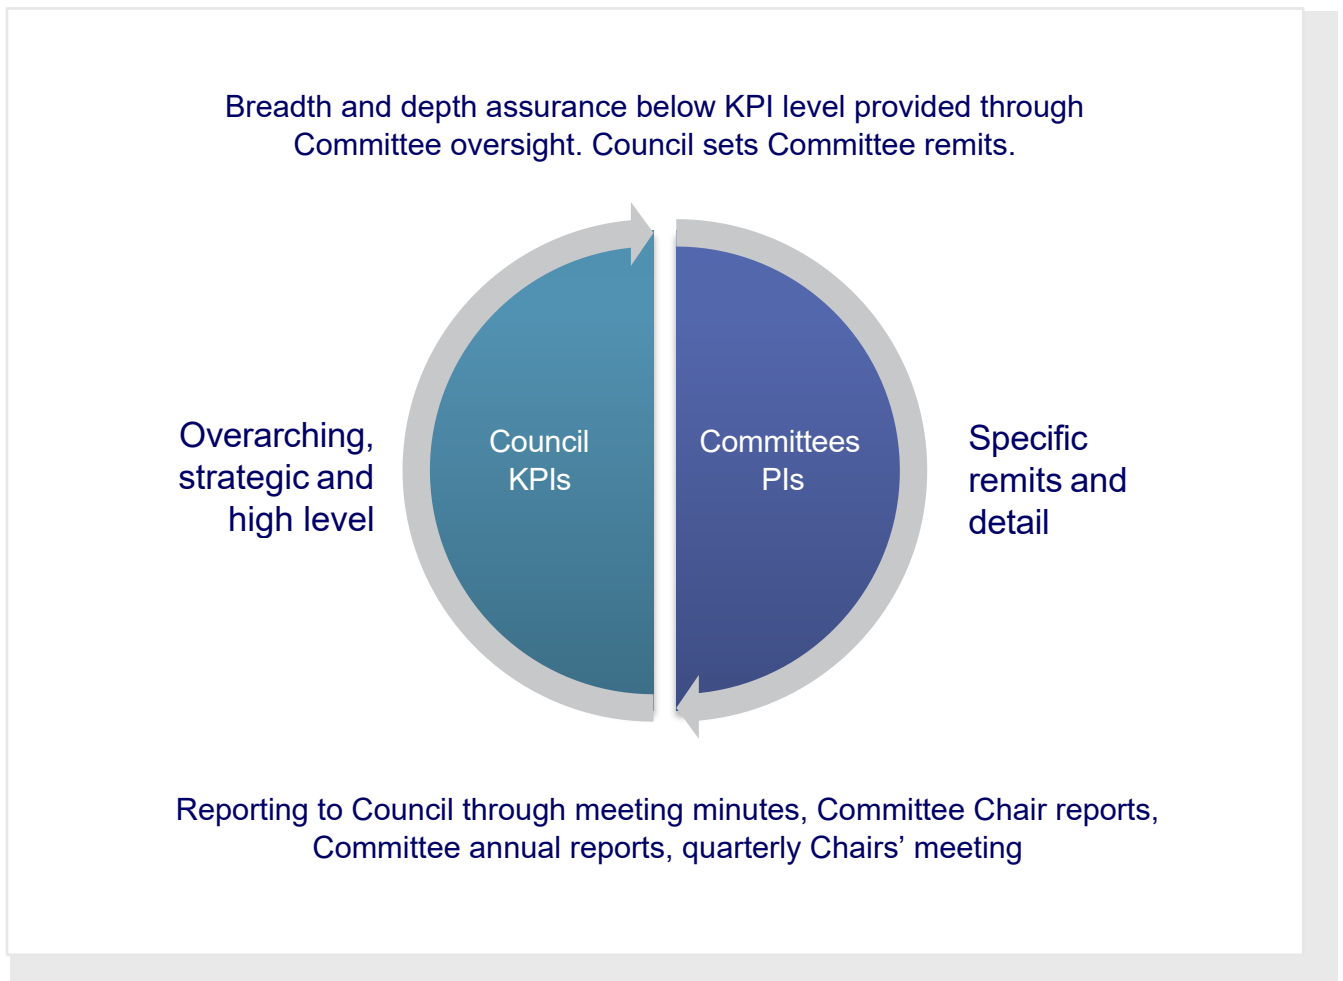 Breadth and depth assurance below KPI level provided through
Committee oversight. Council sets Committee remits.
Overarching,
strategic and
high level
Council
KPIs
Committees
PIs
Specific
remits and
detail
Reporting to Council through meeting minutes, Committee Chair reports,
Committee annual reports, quarterly Chairs’ meeting